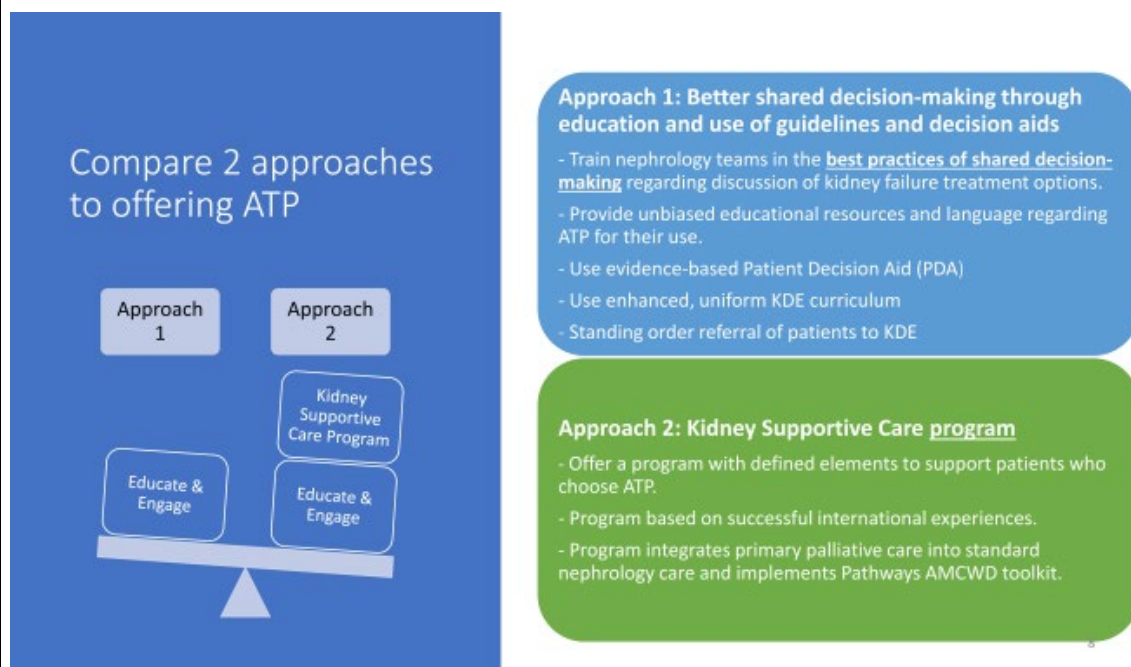 Compare 2 approaches
to offering ATP
Approach
1
Approach
2
Kidney
Supportive
Care Program
Educate &
Engage
Educate &
Engage
Approach 1: Better shared decision-making through
education and use of guidelines and decision aids
- Train nephrology teams in the best practices of shared decision-
making regarding discussion of kidney failure treatment options.
- Provide unbiased educational resources and language regarding
ATP for their use.
- Use evidence-based Patient Decision Aid (PDA)
- Use enhanced, uniform KDE curriculum
- Standing order referral of patients to KDE
Approach 2: Kidney Supportive Care program
- Offer a program with defined elements to support patients who
choose ATP.
- Program based on successful international experiences.
- Program integrates primary palliative care into standard
nephrology care and implements Pathways AMCWD toolkit.